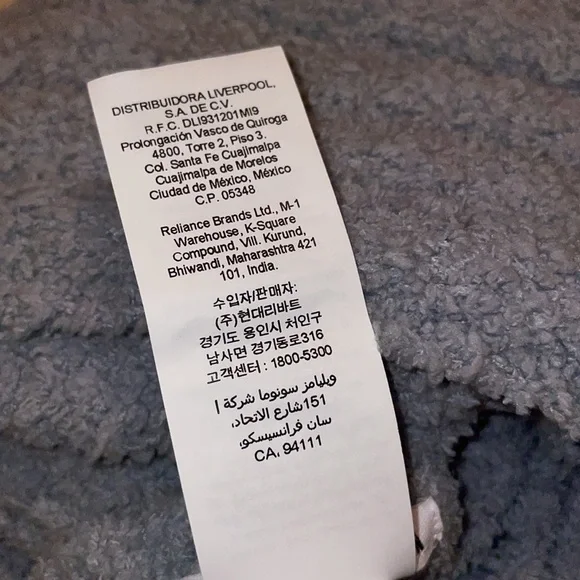 DISTRIBUIDORA LIVERPOOL,
S.A. DE C.V.
R.F.C. DLI931201MI9
Prolongación Vasco de Quiroga
4800, Torre 2, Piso 3.
Col. Santa Fe Cuajimalpa
Cuajimalpa de Morelos
Ciudad de México, México
C.P. 05348
Reliance Brands Ltd., M-1
Warehouse, K-Square
Compound, Vill. Kurund,
Bhiwandi, Maharashtra 421
101, India.
수입자/판매자:
(주)현대리바트
경기도 용인시 처인구
남사면 경기동로316
고객센터 : 1800-5300
ويليامز سونوما شركة |
151شارع الاتحاد،
سان فرانسيسكو،
CA، 94111